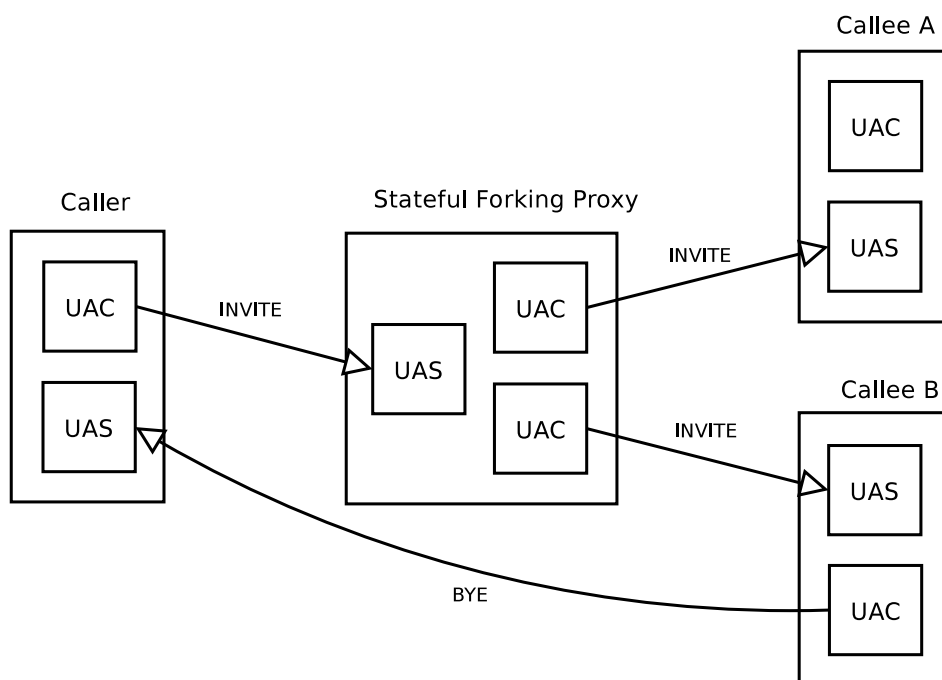 Callee A
UAC
UAS
Caller
UAC
UAS
INVITE
Stateful Forking Proxy
UAS
UAC
UAC
INVITE
INVITE
Callee B
UAS
UAC
BYE